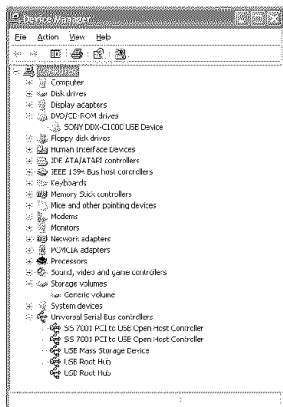 Device Manager
File Action View Help
Computer
Disk drives
Display adapters
DVD/CD-ROM drives
SONY DDX-C1000 USB Device
Floppy disk drives
Human Interface Devices
IDE ATA/ATAPI controllers
IEEE 1394 Bus host controllers
Keyboards
Memory Stick controllers
Mice and other pointing devices
Modems
Monitors
Network adapters
PCMCIA adapters
Processors
Sound, video and game controllers
Storage volumes
Generic volume
System devices
Universal Serial Bus controllers
SiS 7001 PCI to USB Open Host Controller
SiS 7001 PCI to USB Open Host Controller
USB Mass Storage Device
USB Root Hub
USB Root Hub